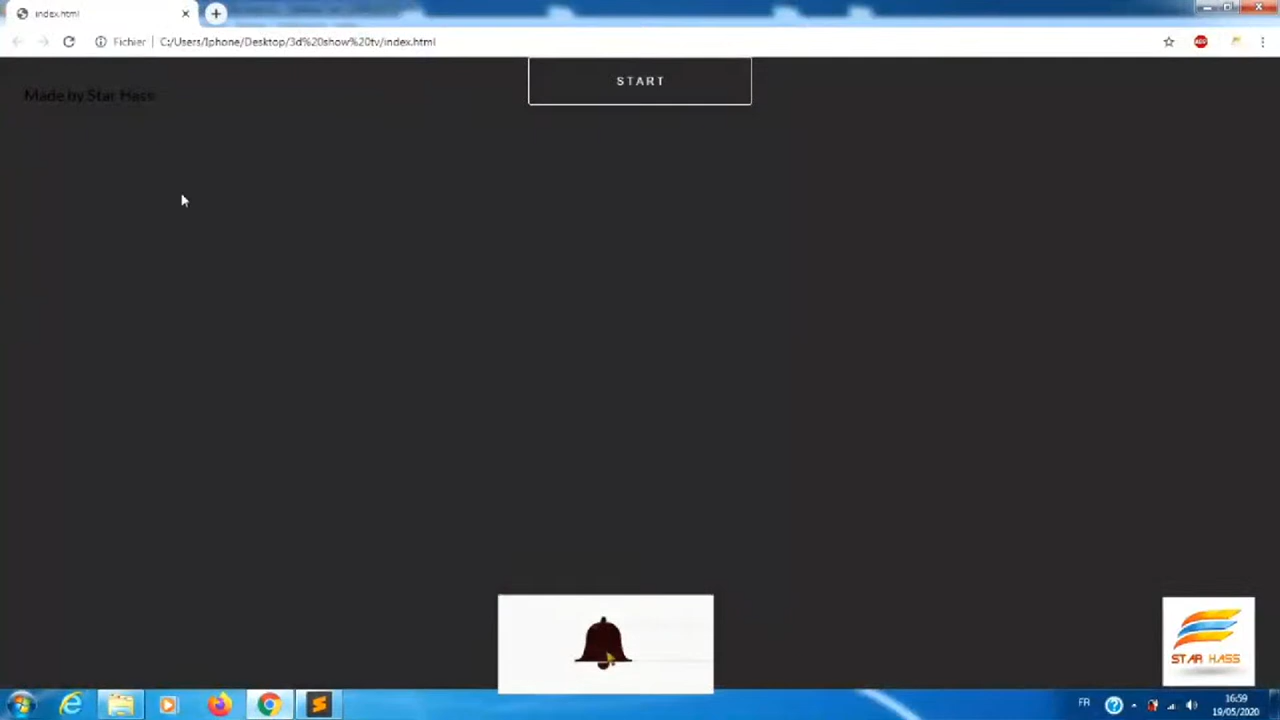 index.html
Fichier
C:/Users/Iphone/Desktop/3d%20show%20tv/index.html
START
Made by Star Hass
STAR HASS
FR
16:59
19/05/2020